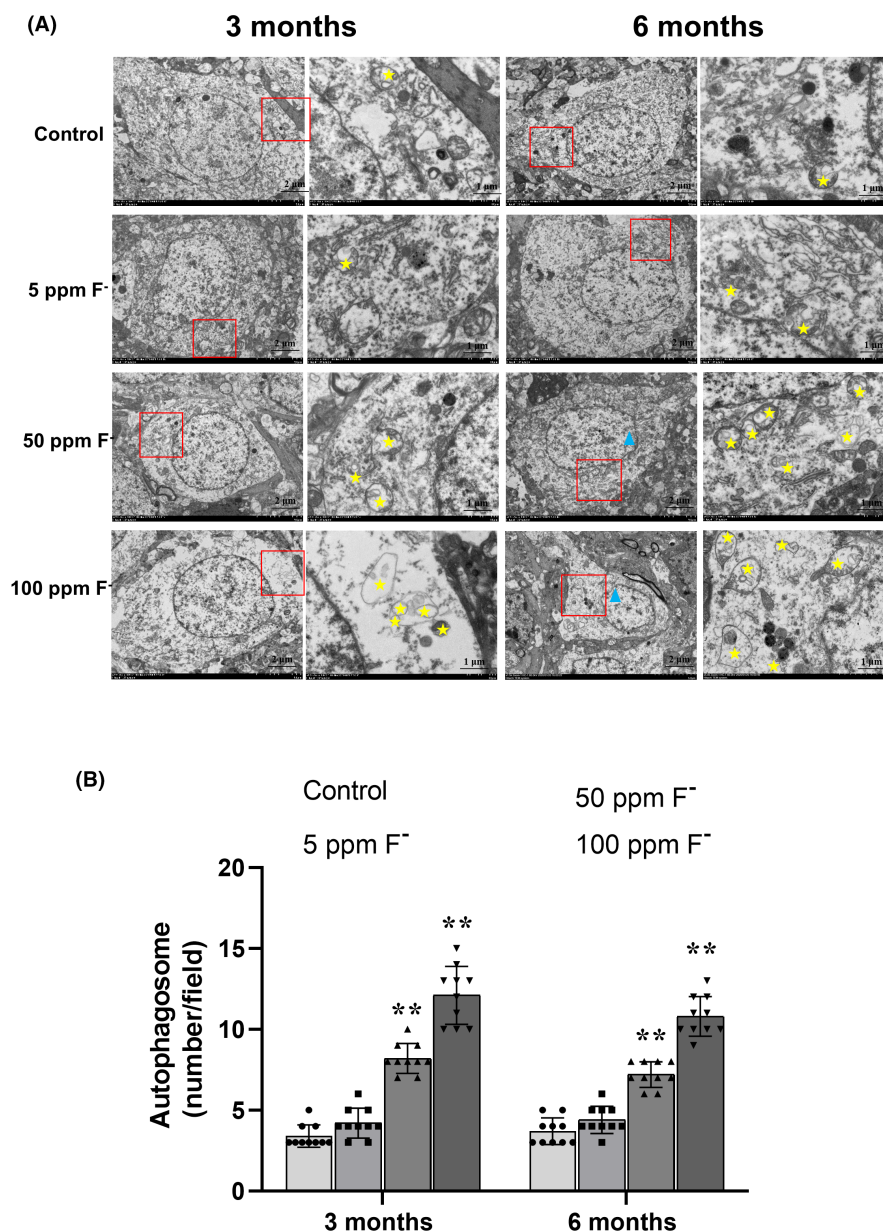 (A)
3 months
6 months
Control
2 μm
1 μm
2 μm
1 μm
5 ppm F⁻
2 μm
1 μm
2 μm
1 μm
50 ppm F⁻
2 μm
1 μm
2 μm
1 μm
100 ppm F⁻
2 μm
1 μm
2 μm
1 μm
(B)
Control
50 ppm F⁻
5 ppm F⁻
100 ppm F⁻
Autophagosome
(number/field)
20
15
10
5
0
**
**
**
**
3 months
6 months